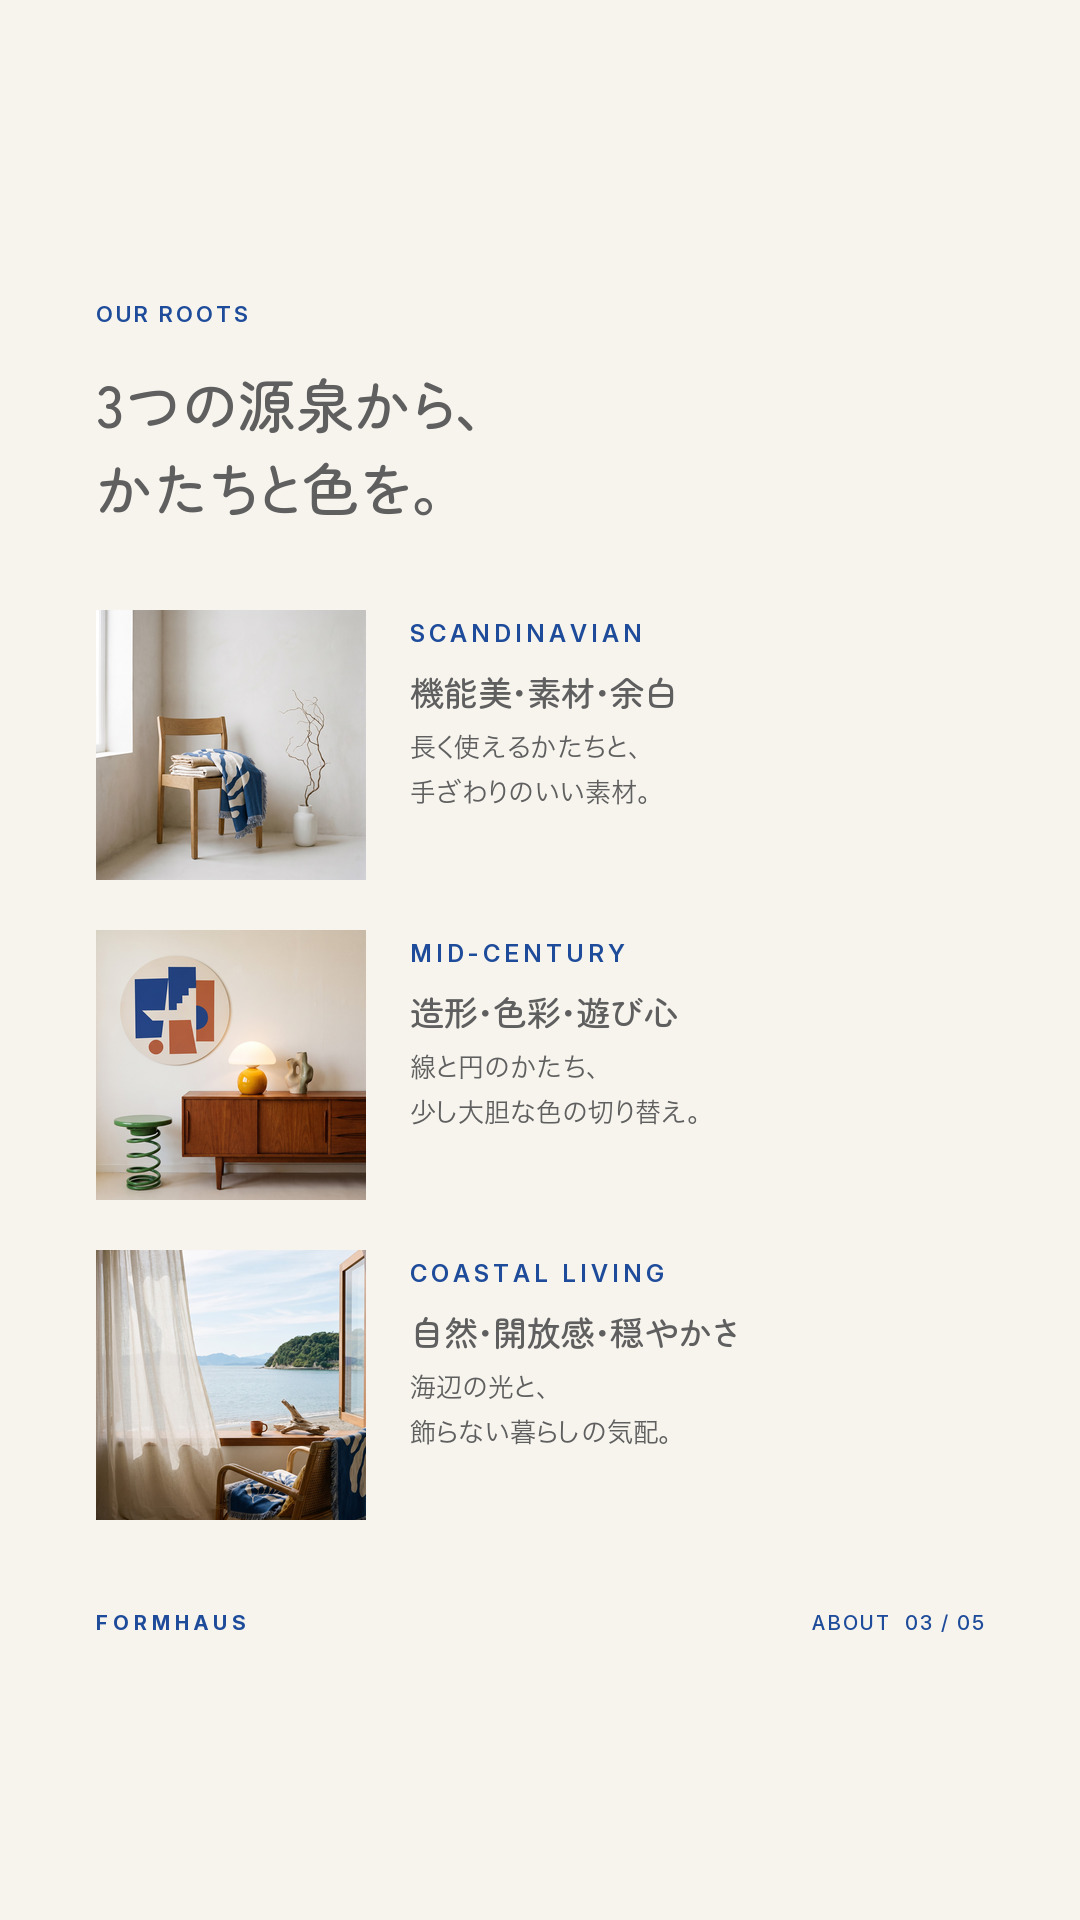 OUR ROOTS
3つの源泉から、
かたちと色を。
SCANDINAVIAN
機能美・素材・余白
長く使えるかたちと、
手ざわりのいい素材。
MID-CENTURY
造形・色彩・遊び心
線と円のかたち、
少し大胆な色の切り替え。
COASTAL LIVING
自然・開放感・穏やかさ
海辺の光と、
飾らない暮らしの気配。
FORMHAUS
ABOUT 03 / 05